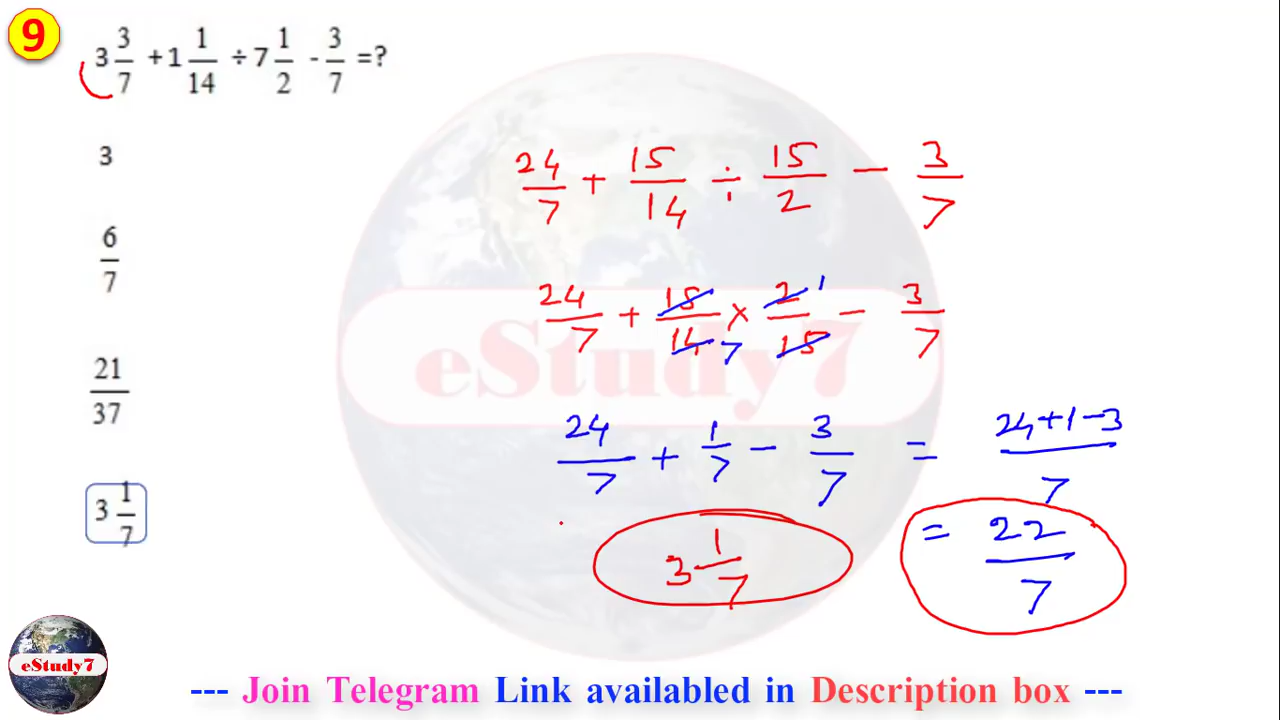 9
3 3/7 + 1 1/14 ÷ 7 1/2 - 3/7 =?
3
6/7
21/37
3 1/7
24/7 + 15/14 ÷ 15/2 - 3/7
24/7 + 15/14 × 2/15 - 3/7
7 1
24/7 + 1/7 - 3/7 = 24+1-3/7
= 22/7
3 1/7
eStudy7
eStudy7
--- Join Telegram Link availabled in Description box ---